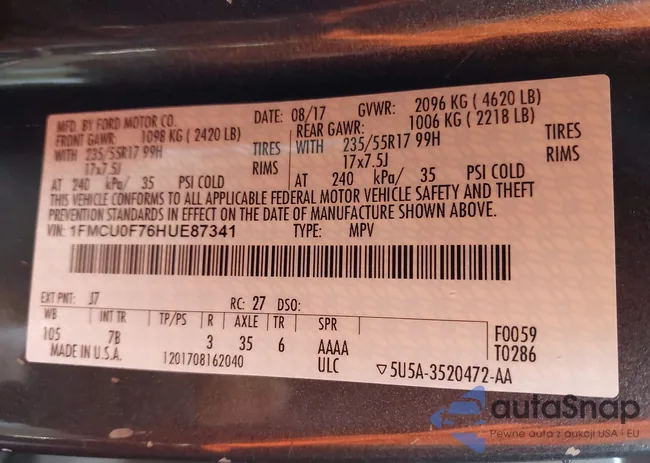 MFD. BY FORD MOTOR CO. DATE: 08/17 GVWR: 2096 KG (4620 LB)
FRONT GAWR: 1098 KG (2420 LB) REAR GAWR: 1006 KG (2218 LB)
WITH 235/55R17 99H TIRES WITH 235/55R17 99H TIRES
17x7.5J RIMS 17x7.5J RIMS
AT 240 kPa/ 35 PSI COLD AT 240 kPa/ 35 PSI COLD
THIS VEHICLE CONFORMS TO ALL APPLICABLE FEDERAL MOTOR VEHICLE SAFETY AND THEFT
PREVENTION STANDARDS IN EFFECT ON THE DATE OF MANUFACTURE SHOWN ABOVE.
VIN: 1FMCU0F76HUE87341 TYPE: MPV
EXT PNT: J7 RC: 27 DSO:
WB INT TR TP/PS R AXLE TR SPR F0059
105 7B 3 35 6 AAAA T0286
MADE IN U.S.A. 1201708162040 ULC ▽5U5A-3520472-AA
autaSnap
Pewne auta z aukcji USA i EU